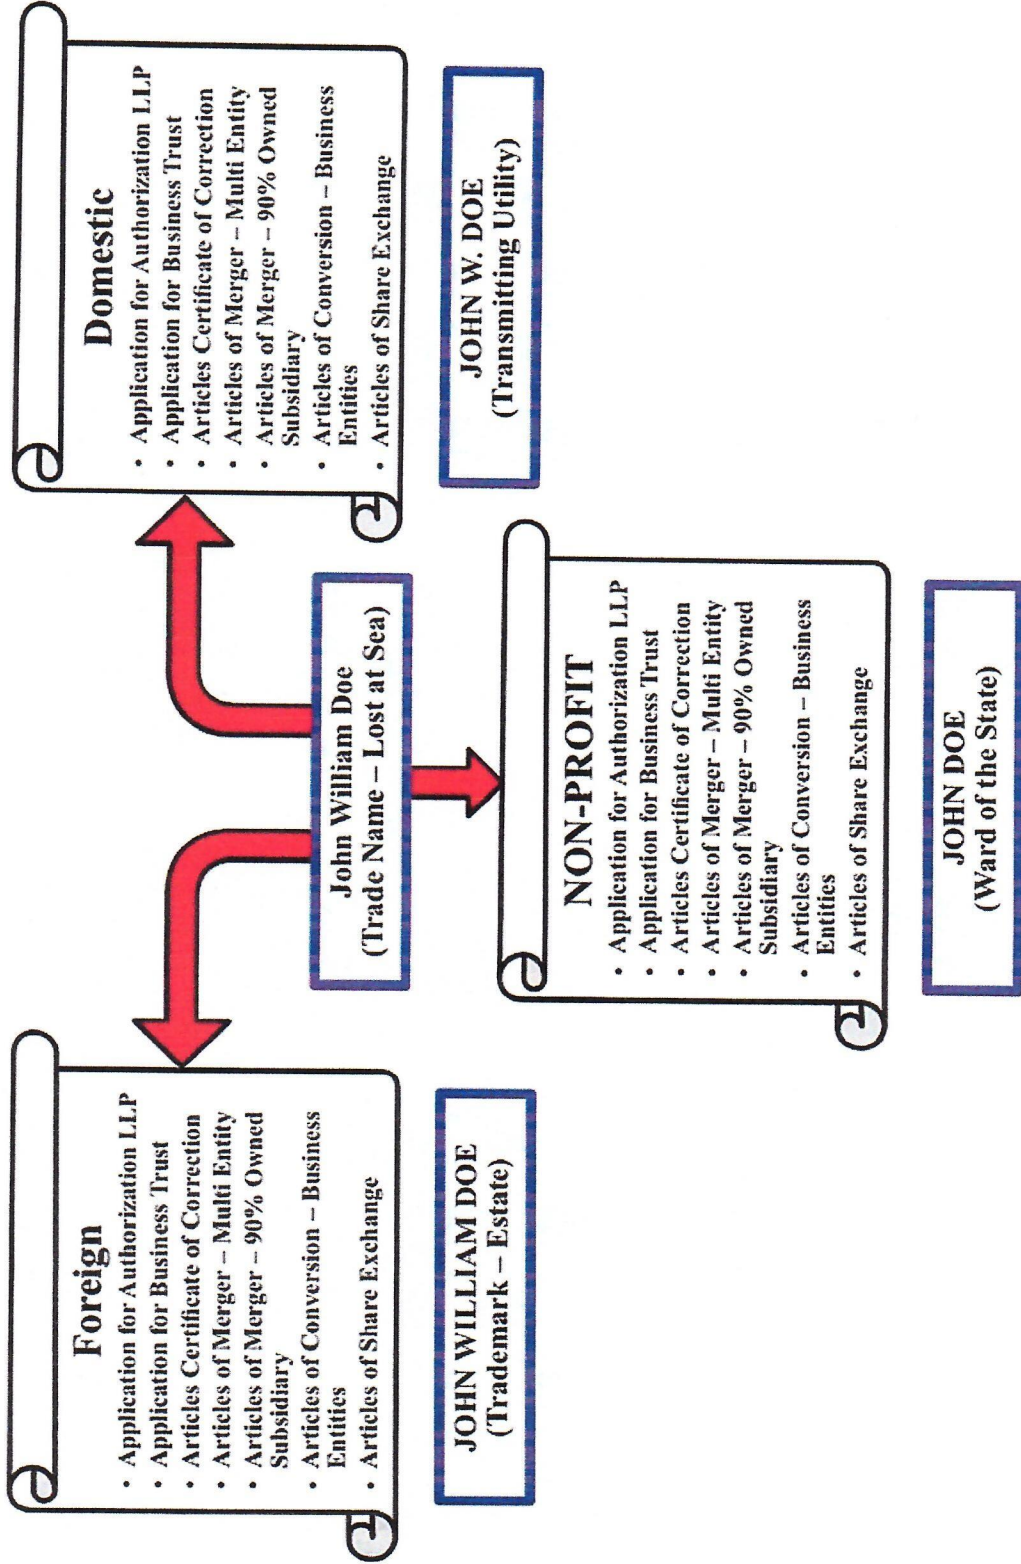 Foreign
• Application for Authorization LLP
• Application for Business Trust
• Articles Certificate of Correction
• Articles of Merger – Multi Entity
• Articles of Merger – 90% Owned
Subsidiary
• Articles of Conversion – Business
Entities
• Articles of Share Exchange
JOHN WILLIAM DOE
(Trademark – Estate)
John William Doe
(Trade Name – Lost at Sea)
NON-PROFIT
• Application for Authorization LLP
• Application for Business Trust
• Articles Certificate of Correction
• Articles of Merger – Multi Entity
• Articles of Merger – 90% Owned
Subsidiary
• Articles of Conversion – Business
Entities
• Articles of Share Exchange
JOHN DOE
(Ward of the State)
Domestic
• Application for Authorization LLP
• Application for Business Trust
• Articles Certificate of Correction
• Articles of Merger – Multi Entity
• Articles of Merger – 90% Owned
Subsidiary
• Articles of Conversion – Business
Entities
• Articles of Share Exchange
JOHN W. DOE
(Transmitting Utility)